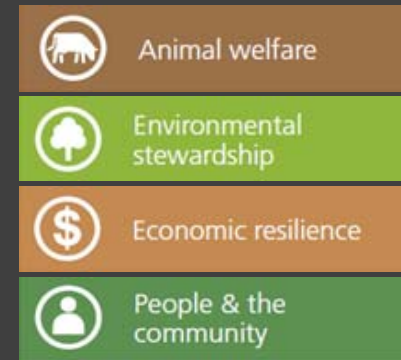 Animal welfare
Environmental
stewardship
$
Economic resilience
People & the
community